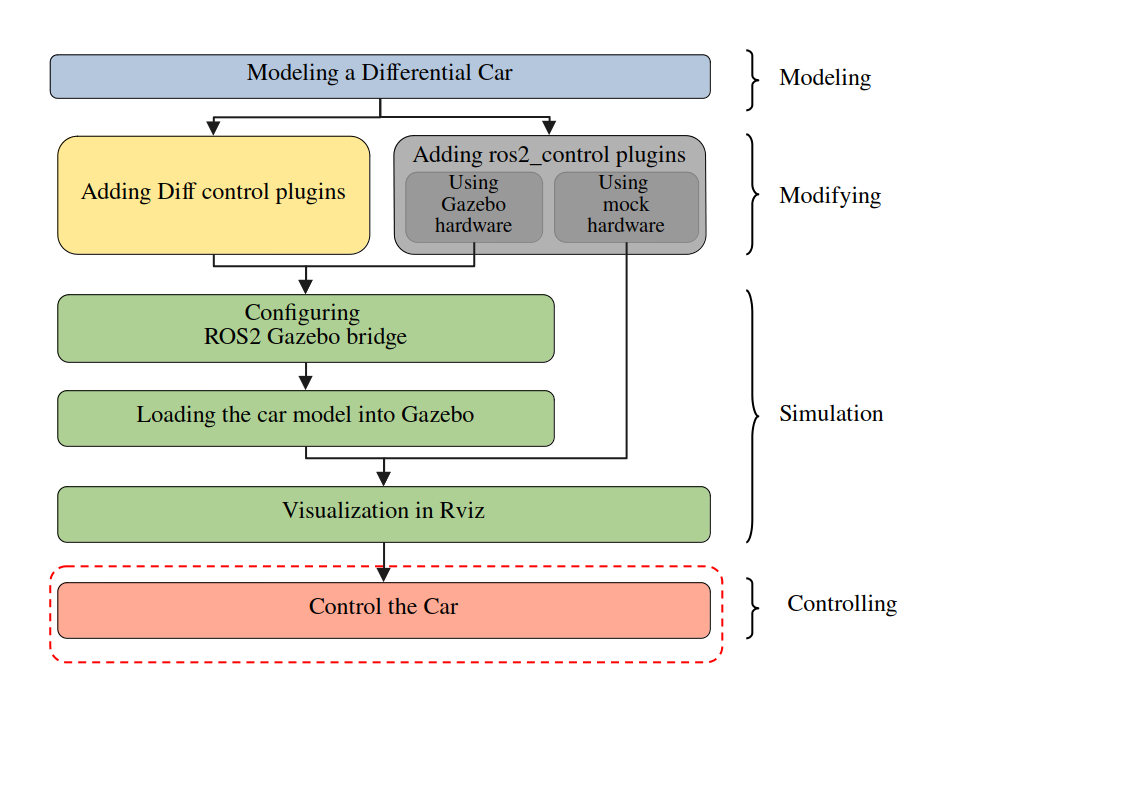 Modeling a Differential Car
Modeling
Adding Diff control plugins
Adding ros2_control plugins
Using
Gazebo
hardware
Using
mock
hardware
Modifying
Configuring
ROS2 Gazebo bridge
Loading the car model into Gazebo
Simulation
Visualization in Rviz
Control the Car
Controlling